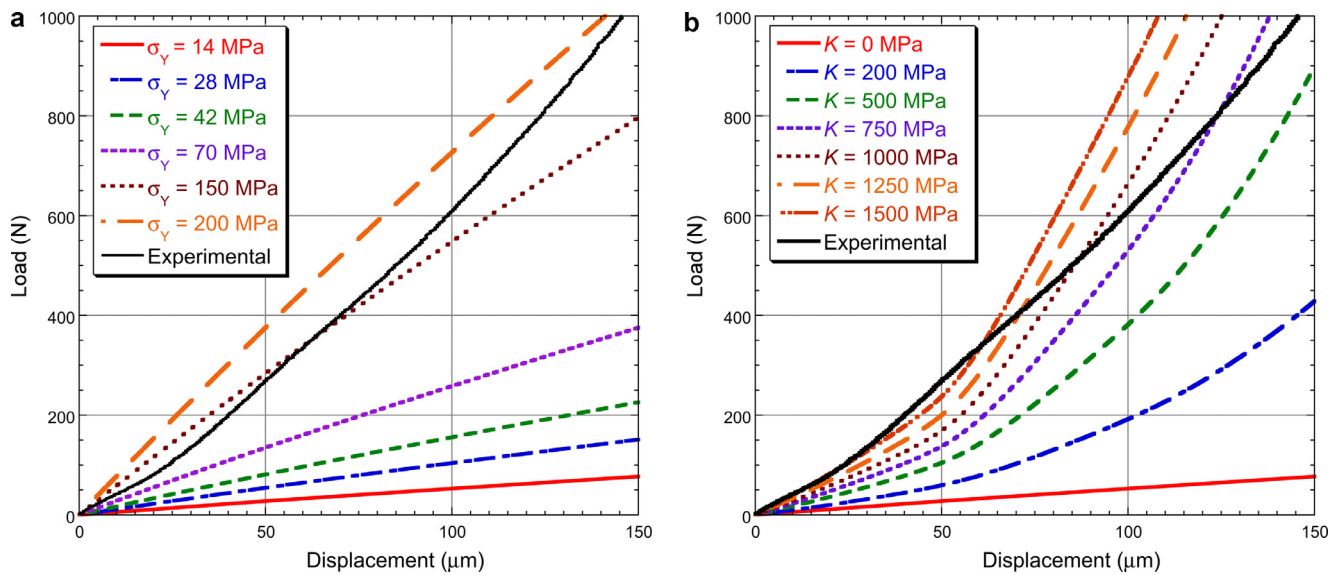 a
1000
800
600
400
200
0
Load (N)
σY = 14 MPa
σY = 28 MPa
σY = 42 MPa
σY = 70 MPa
σY = 150 MPa
σY = 200 MPa
Experimental
0 50 100 150
Displacement (μm)
b
1000
800
600
400
200
0
Load (N)
K = 0 MPa
K = 200 MPa
K = 500 MPa
K = 750 MPa
K = 1000 MPa
K = 1250 MPa
K = 1500 MPa
Experimental
0 50 100 150
Displacement (μm)